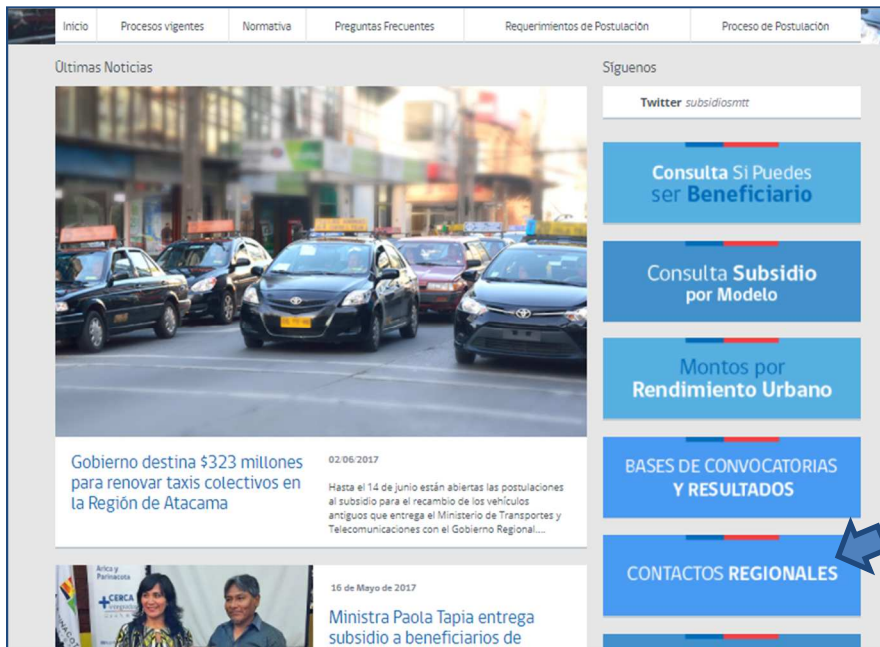 Inicio
Procesos vigentes
Normativa
Preguntas Frecuentes
Requerimientos de Postulación
Proceso de Postulación
Últimas Noticias
Gobierno destina $323 millones
para renovar taxis colectivos en
la Región de Atacama
02/06/2017
Hasta el 14 de junio están abiertas las postulaciones
al subsidio para el recambio de los vehículos
antiguos que entrega el Ministerio de Transportes y
Telecomunicaciones con el Gobierno Regional....
Arica y
Parinacota
+CERCA
16 de Mayo de 2017
Ministra Paola Tapia entrega
subsidio a beneficiarios de
Síguenos
Twitter subsidiosmtt
Consulta Si Puedes
ser Beneficiario
Consulta Subsidio
por Modelo
Montos por
Rendimiento Urbano
BASES DE CONVOCATORIAS
Y RESULTADOS
CONTACTOS REGIONALES